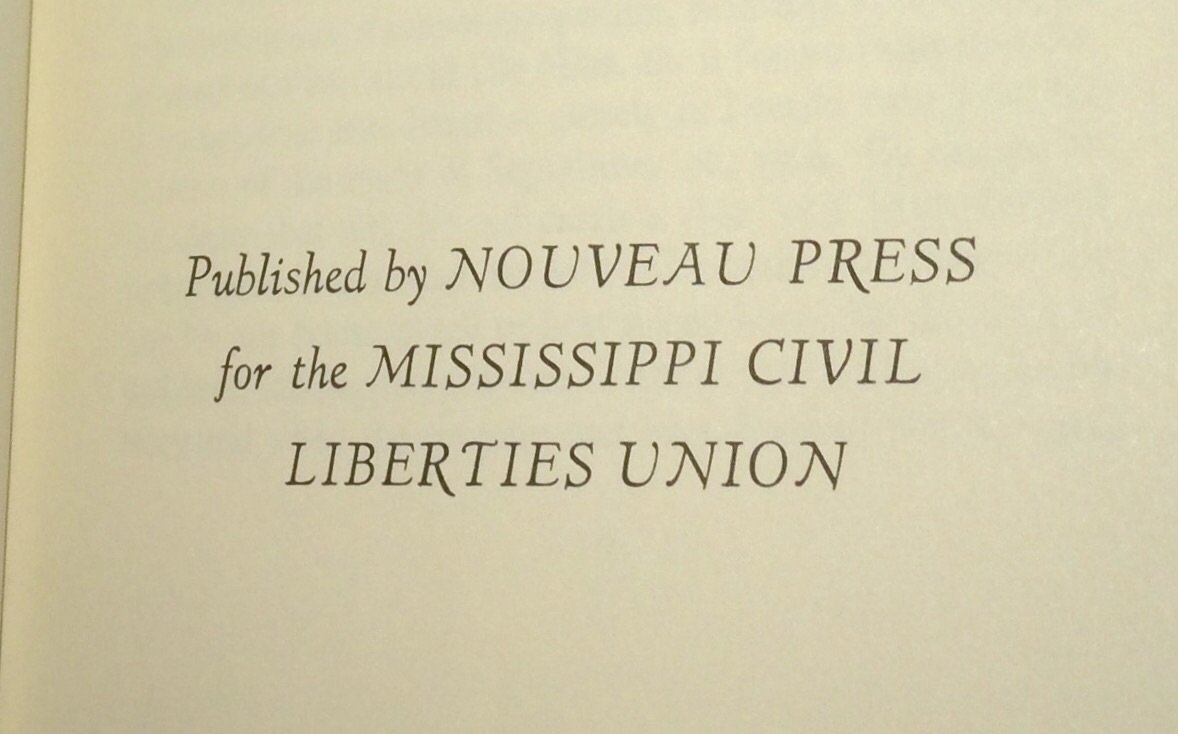 Published by NOUVEAU PRESS
for the MISSISSIPPI CIVIL
LIBERTIES UNION